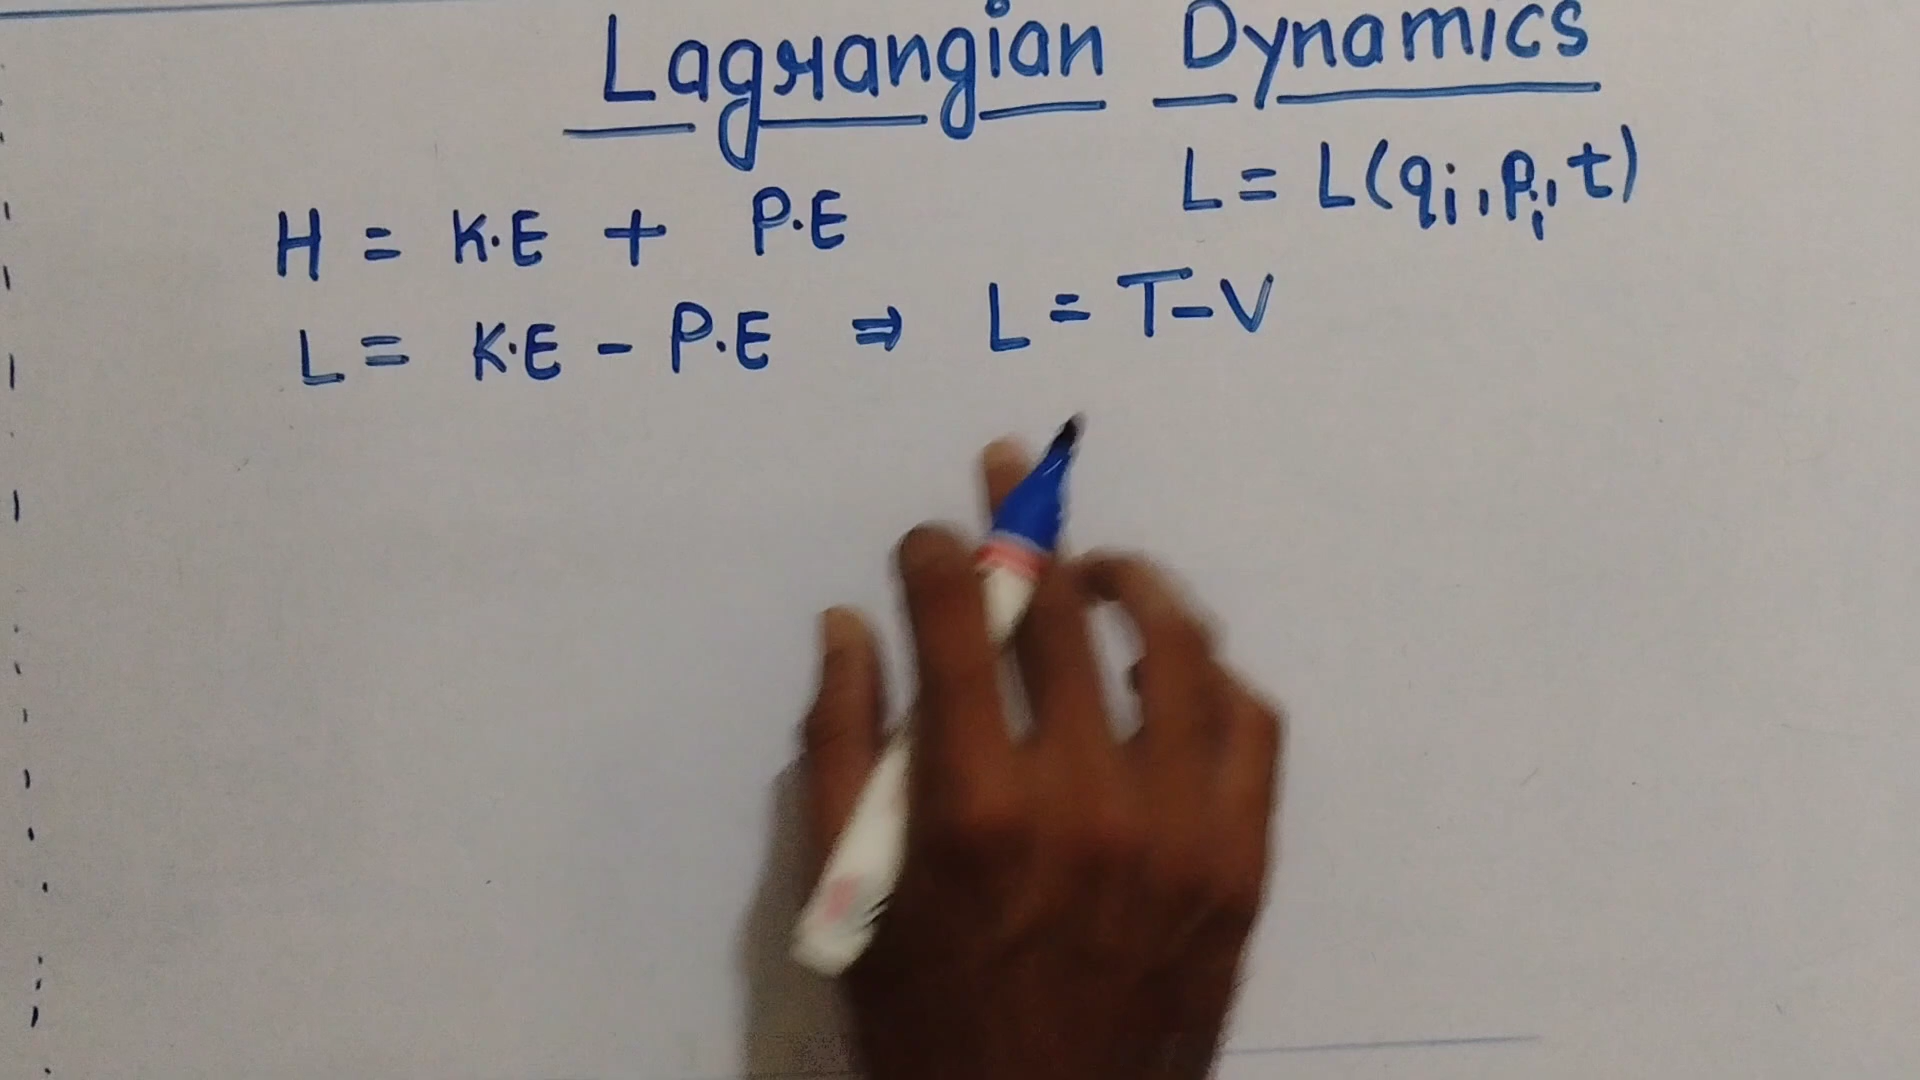 Lagrangian Dynamics
L = L(qi, pi, t)
H = K.E + P.E
L = K.E - P.E ⇒ L = T-V